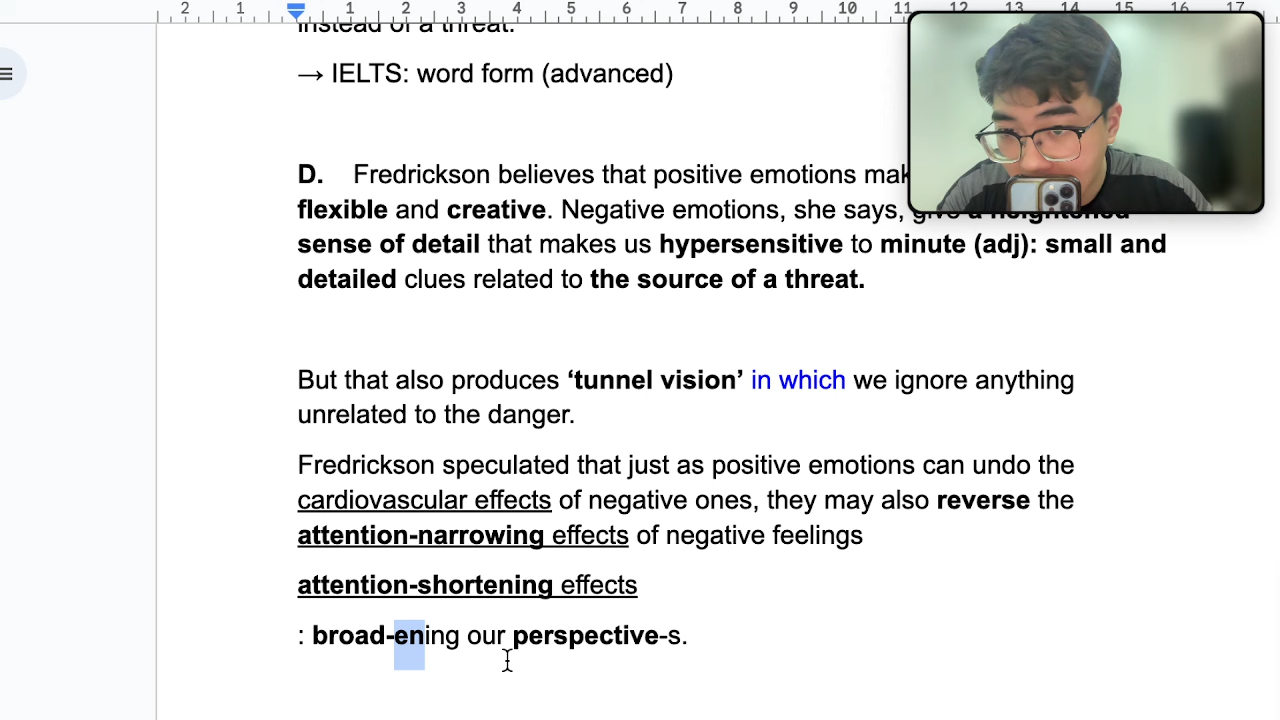 2 1 1 2 3 4 5 6 7 8 9 10 11 12 13 14 15 16 17
instead of a threat.
→ IELTS: word form (advanced)
D. Fredrickson believes that positive emotions mak
flexible and creative. Negative emotions, she says, give a heightened
sense of detail that makes us hypersensitive to minute (adj): small and
detailed clues related to the source of a threat.
But that also produces ‘tunnel vision’ in which we ignore anything
unrelated to the danger.
Fredrickson speculated that just as positive emotions can undo the
cardiovascular effects of negative ones, they may also reverse the
attention-narrowing effects of negative feelings
attention-shortening effects
: broad-ening our perspective-s.